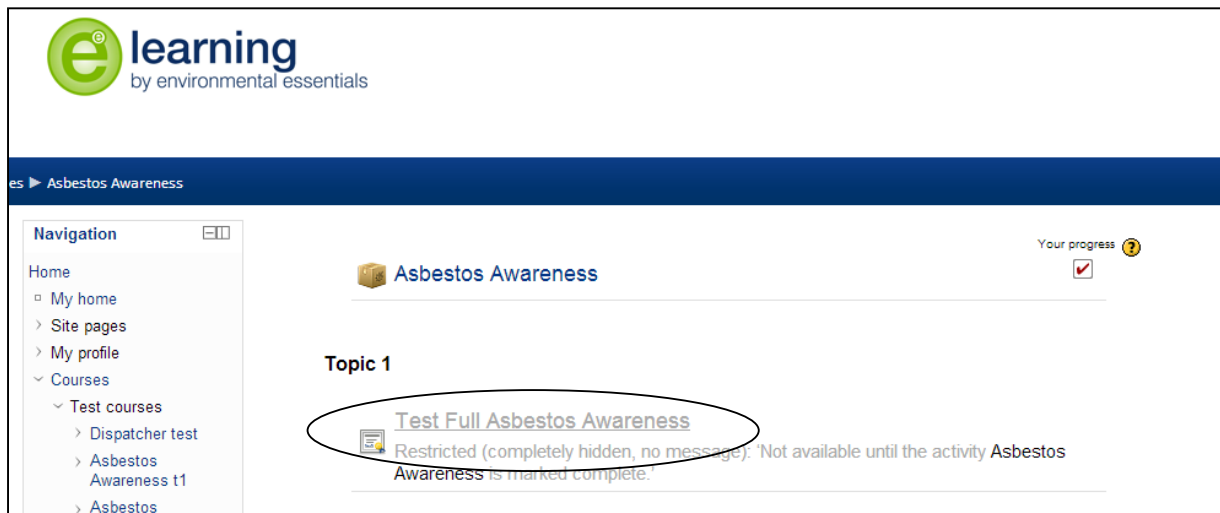 e e
learning
by environmental essentials
es ► Asbestos Awareness
Navigation
Home
My home
Site pages
My profile
Courses
Test courses
Dispatcher test
Asbestos
Awareness t1
Asbestos
Your progress ?
Asbestos Awareness
Topic 1
Test Full Asbestos Awareness
Restricted (completely hidden, no message): 'Not available until the activity Asbestos
Awareness is marked complete.'